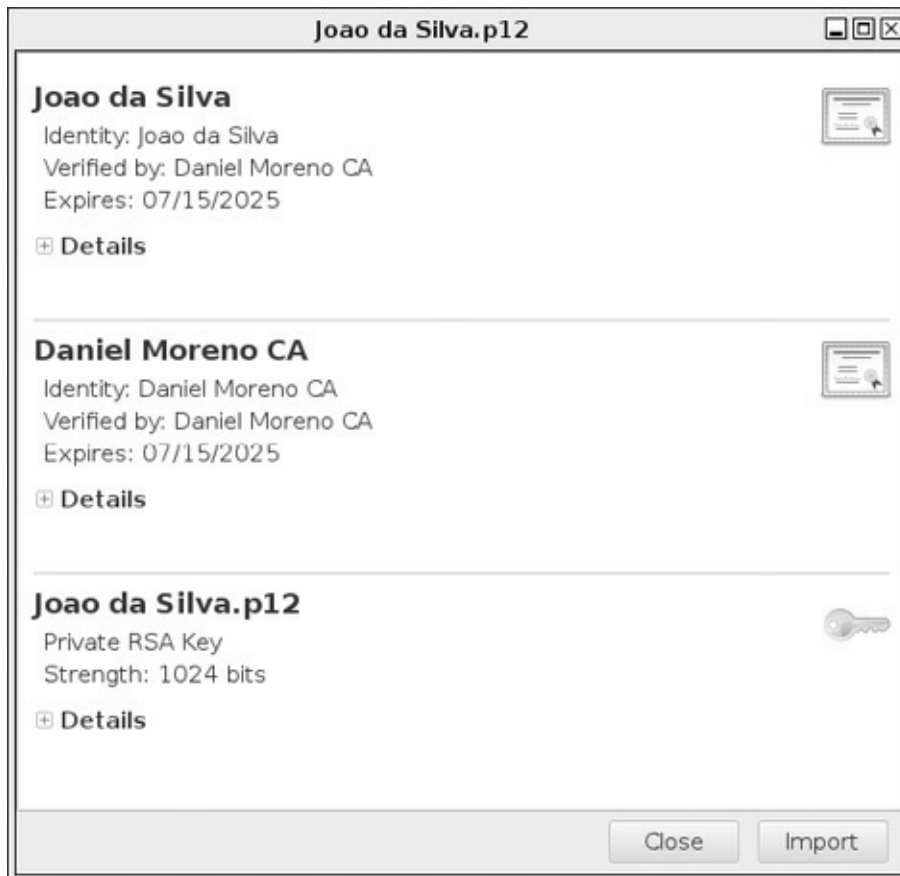 Joao da Silva.p12
Joao da Silva
Identity: Joao da Silva
Verified by: Daniel Moreno CA
Expires: 07/15/2025
Details
Daniel Moreno CA
Identity: Daniel Moreno CA
Verified by: Daniel Moreno CA
Expires: 07/15/2025
Details
Joao da Silva.p12
Private RSA Key
Strength: 1024 bits
Details
Close Import